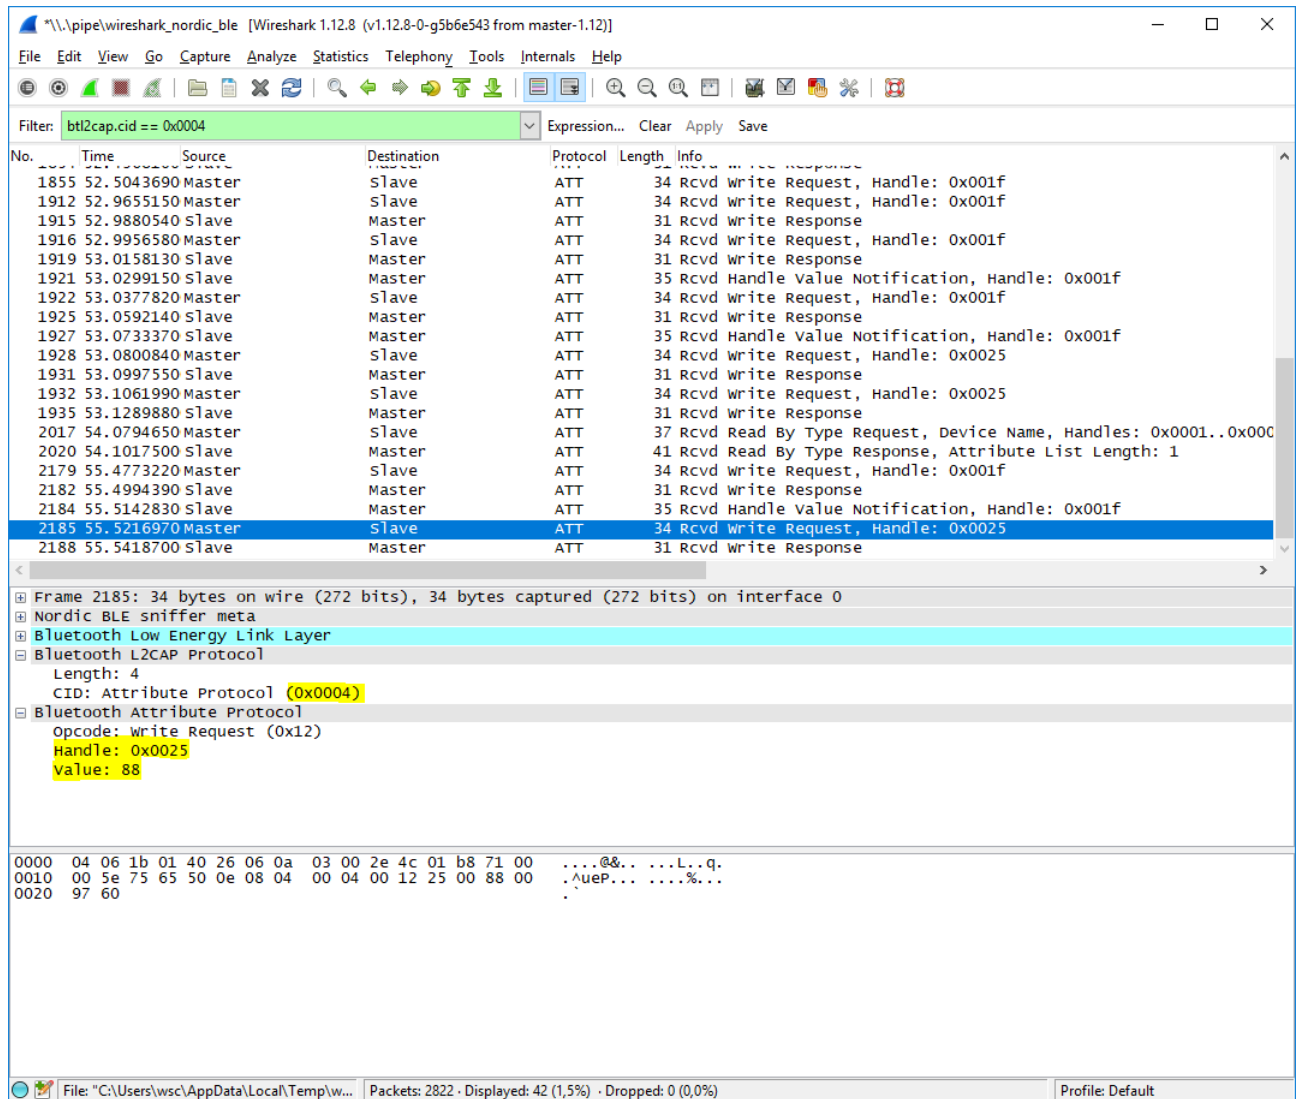 *\\.\pipe\wireshark_nordic_ble [Wireshark 1.12.8 (v1.12.8-0-g5b6e543 from master-1.12)]
File Edit View Go Capture Analyze Statistics Telephony Tools Internals Help
Filter: btl2cap.cid == 0x0004 Expression... Clear Apply Save
No. Time Source Destination Protocol Length Info
1855 52.5043690 Master Slave ATT 34 Rcvd Write Request, Handle: 0x001f
1912 52.9655150 Master Slave ATT 34 Rcvd Write Request, Handle: 0x001f
1915 52.9880540 Slave Master ATT 31 Rcvd Write Response
1916 52.9956580 Master Slave ATT 34 Rcvd Write Request, Handle: 0x001f
1919 53.0158130 Slave Master ATT 31 Rcvd Write Response
1921 53.0299150 Slave Master ATT 35 Rcvd Handle Value Notification, Handle: 0x001f
1922 53.0377820 Master Slave ATT 34 Rcvd Write Request, Handle: 0x001f
1925 53.0592140 Slave Master ATT 31 Rcvd Write Response
1927 53.0733370 Slave Master ATT 35 Rcvd Handle Value Notification, Handle: 0x001f
1928 53.0800840 Master Slave ATT 34 Rcvd Write Request, Handle: 0x0025
1931 53.0997550 Slave Master ATT 31 Rcvd Write Response
1932 53.1061990 Master Slave ATT 34 Rcvd Write Request, Handle: 0x0025
1935 53.1289880 Slave Master ATT 31 Rcvd Write Response
2017 54.0794650 Master Slave ATT 37 Rcvd Read By Type Request, Device Name, Handles: 0x0001..0x000
2020 54.1017500 Slave Master ATT 41 Rcvd Read By Type Response, Attribute List Length: 1
2179 55.4773220 Master Slave ATT 34 Rcvd Write Request, Handle: 0x001f
2182 55.4994390 Slave Master ATT 31 Rcvd Write Response
2184 55.5142830 Slave Master ATT 35 Rcvd Handle Value Notification, Handle: 0x001f
2185 55.5216970 Master Slave ATT 34 Rcvd Write Request, Handle: 0x0025
2188 55.5418700 Slave Master ATT 31 Rcvd Write Response
Frame 2185: 34 bytes on wire (272 bits), 34 bytes captured (272 bits) on interface 0
Nordic BLE sniffer meta
Bluetooth Low Energy Link Layer
Bluetooth L2CAP Protocol
Length: 4
CID: Attribute Protocol (0x0004)
Bluetooth Attribute Protocol
Opcode: Write Request (0x12)
Handle: 0x0025
Value: 88
0000 04 06 1b 01 40 26 06 0a 03 00 2e 4c 01 b8 71 00 ....@&.. ...L..q.
0010 00 5e 75 65 50 0e 08 04 00 04 00 12 25 00 88 00 .^ueP... ....%...
0020 97 60 .`
File: "C:\Users\wsc\AppData\Local\Temp\w... Packets: 2822 · Displayed: 42 (1,5%) · Dropped: 0 (0,0%) Profile: Default